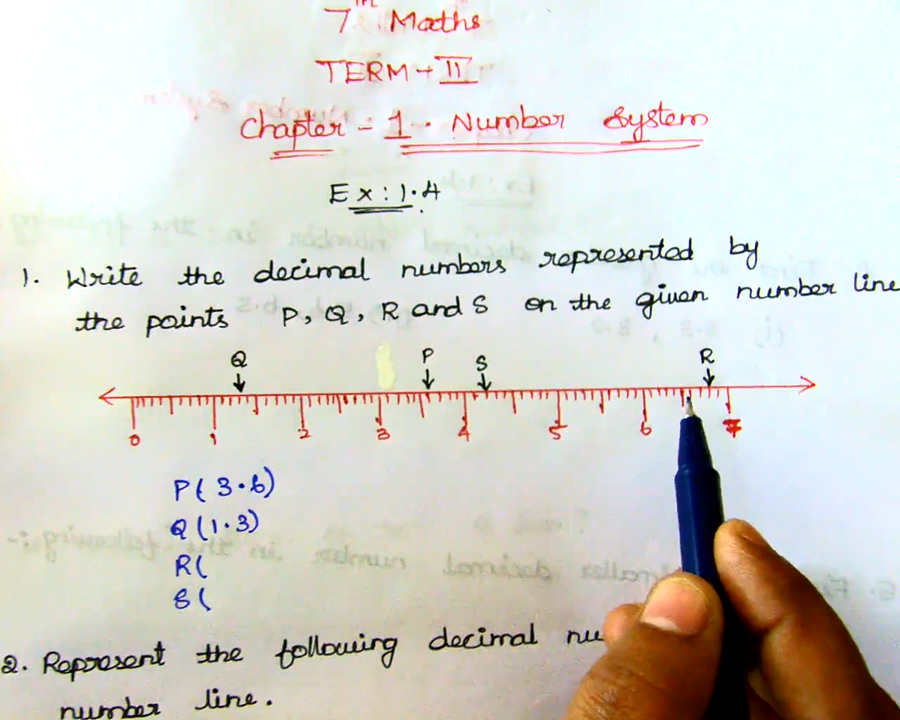 7th Maths
TERM - II
Chapter - 1. Number System
Ex: 1.4
1. Write the decimal numbers represented by
the points P, Q, R and S on the given number line
Q P S R
0 1 2 3 4 5 6 7
P( 3.6)
Q (1.3)
R(
S(
2. Represent the following decimal nu
number line.